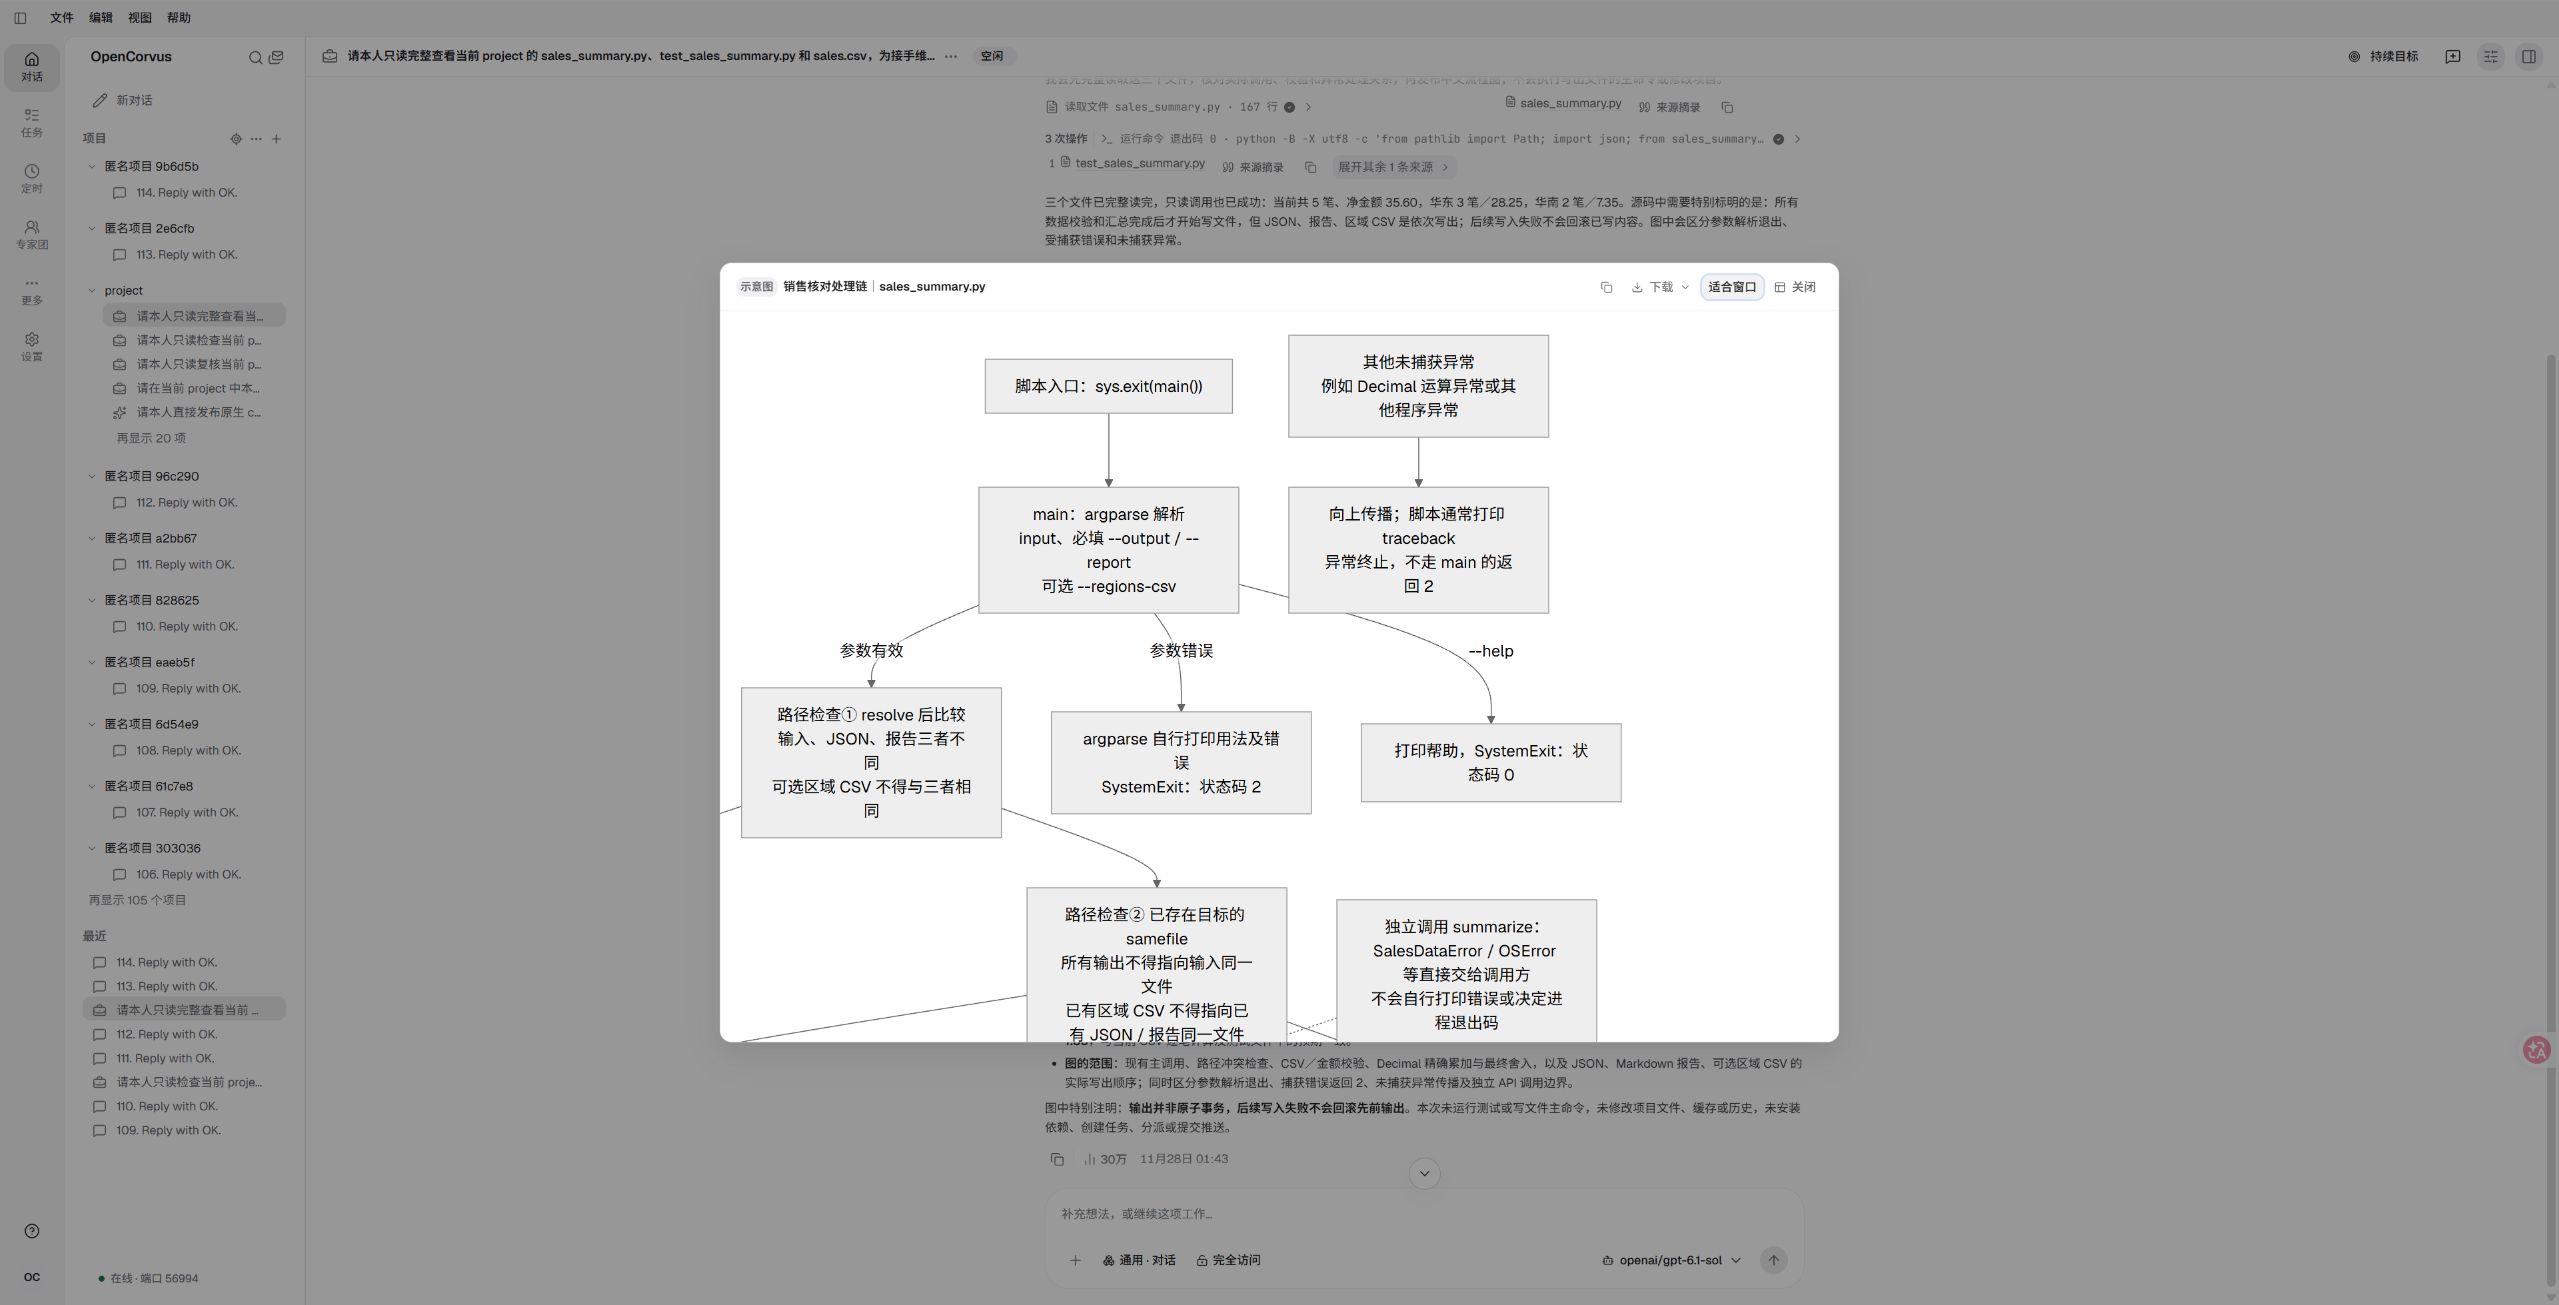 文件 编辑 视图 帮助
对话
任务
定时
专家团
更多
设置
OC
OpenCorvus
新对话
项目
匿名项目 9b6d5b
114. Reply with OK.
匿名项目 2e6cfb
113. Reply with OK.
project
请本人只读完整查看当...
请本人只读检查当前 p...
请本人只读复核当前 p...
请在当前 project 中本...
请本人直接发布原生 c...
再显示 20 项
匿名项目 96c290
112. Reply with OK.
匿名项目 a2bb67
111. Reply with OK.
匿名项目 828625
110. Reply with OK.
匿名项目 eaeb5f
109. Reply with OK.
匿名项目 6d54e9
108. Reply with OK.
匿名项目 61c7e8
107. Reply with OK.
匿名项目 303036
106. Reply with OK.
再显示 105 个项目
最近
114. Reply with OK.
113. Reply with OK.
请本人只读完整查看当前 ...
112. Reply with OK.
111. Reply with OK.
请本人只读检查当前 proje...
110. Reply with OK.
109. Reply with OK.
在线 · 端口 56994
请本人只读完整查看当前 project 的 sales_summary.py、test_sales_summary.py 和 sales.csv，为接手维... ··· 空闲
持续目标
读取文件 sales_summary.py · 167 行
sales_summary.py 来源摘录
3 次操作 >_ 运行命令 退出码 0 · python -B -X utf8 -c 'from pathlib import Path; import json; from sales_summary...
1 test_sales_summary.py 来源摘录 展开其余 1 条来源
三个文件已完整读完，只读调用也已成功：当前共 5 笔、净金额 35.60，华东 3 笔／28.25，华南 2 笔／7.35。源码中需要特别标明的是：所有
数据校验和汇总完成后才开始写文件，但 JSON、报告、区域 CSV 是依次写出；后续写入失败不会回滚已写内容。图中会区分参数解析退出、
受捕获错误和未捕获异常。
示意图 销售核对处理链｜sales_summary.py
下载 适合窗口 关闭
脚本入口：sys.exit(main())
其他未捕获异常
例如 Decimal 运算异常或其
他程序异常
main：argparse 解析
input、必填 --output / --
report
可选 --regions-csv
向上传播；脚本通常打印
traceback
异常终止，不走 main 的返
回 2
参数有效
参数错误
--help
路径检查① resolve 后比较
输入、JSON、报告三者不
同
可选区域 CSV 不得与三者相
同
argparse 自行打印用法及错
误
SystemExit：状态码 2
打印帮助，SystemExit：状
态码 0
路径检查② 已存在目标的
samefile
所有输出不得指向输入同一
文件
已有区域 CSV 不得指向已
有 JSON / 报告同一文件
独立调用 summarize：
SalesDataError / OSError
等直接交给调用方
不会自行打印错误或决定进
程退出码
• 图的范围：现有主调用、路径冲突检查、CSV／金额校验、Decimal 精确累加与最终舍入，以及 JSON、Markdown 报告、可选区域 CSV 的
实际写出顺序；同时区分参数解析退出、捕获错误返回 2、未捕获异常传播及独立 API 调用边界。
图中特别注明：输出并非原子事务，后续写入失败不会回滚先前输出。本次未运行测试或写文件主命令，未修改项目文件、缓存或历史，未安装
依赖、创建任务、分派或提交推送。
30万 11月28日 01:43
补充想法，或继续这项工作...
通用 · 对话 完全访问
openai/gpt-6.1-sol